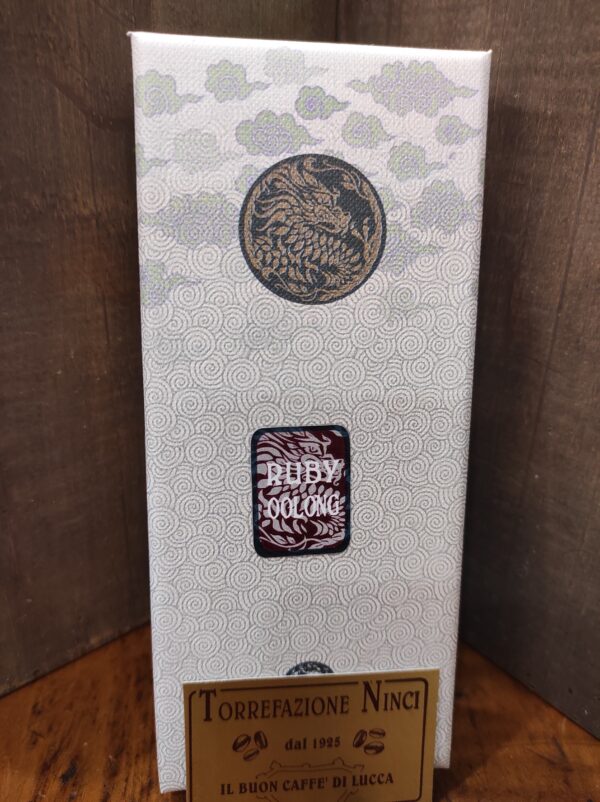 RUBY
OOLONG
TORREFAZIONE NINCI
dal 1925
IL BUON CAFFE' DI LUCCA